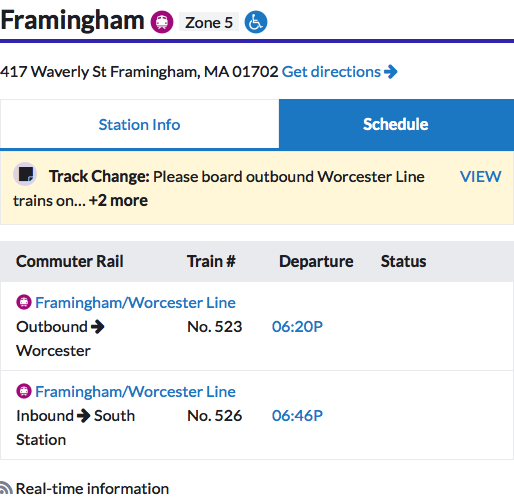 Framingham Zone 5
417 Waverly St Framingham, MA 01702 Get directions
Station Info Schedule
Track Change: Please board outbound Worcester Line VIEW
trains on... +2 more
Commuter Rail Train # Departure Status
Framingham/Worcester Line
Outbound → No. 523 06:20P
Worcester
Framingham/Worcester Line
Inbound → South No. 526 06:46P
Station
Real-time information